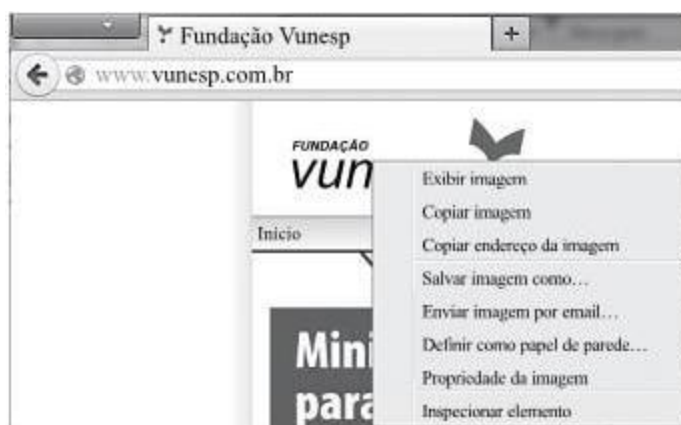 Fundação Vunesp
www.vunesp.com.br
FUNDAÇÃO
vun
Início
Mini
para
Exibir imagem
Copiar imagem
Copiar endereço da imagem
Salvar imagem como...
Enviar imagem por email...
Definir como papel de parede...
Propriedade da imagem
Inspecionar elemento